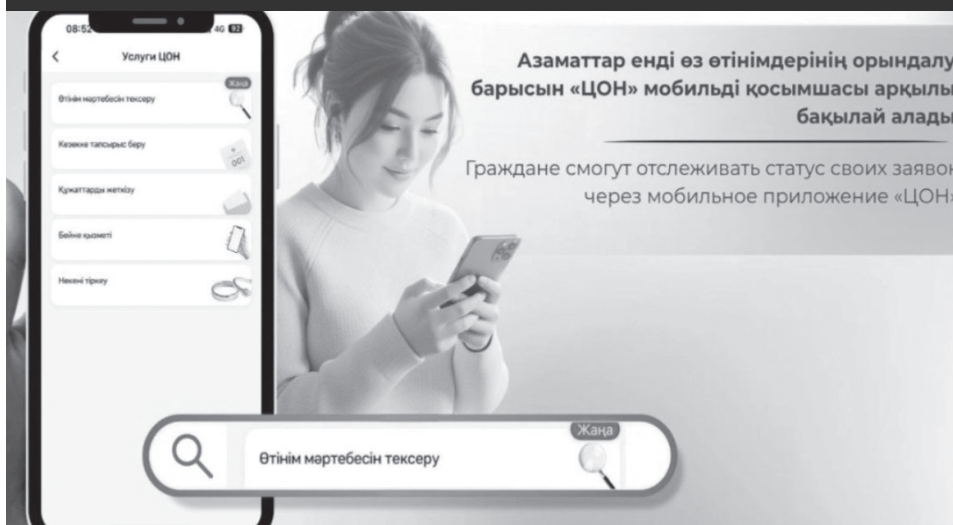 08:52
4G 92
Услуги ЦОН
Жаңа
Өтінім мәртебесін тексеру
Кезекке тапсырыс беру
001
Құжаттарды жеткізу
Бейне қызметі
Некені тіркеу
Азаматтар енді өз өтінімдерінің орындалу
барысын «ЦОН» мобильді қосымшасы арқылы
бақылай алады
Граждане смогут отслеживать статус своих заявок
через мобильное приложение «ЦОН»
Жаңа
Өтінім мәртебесін тексеру